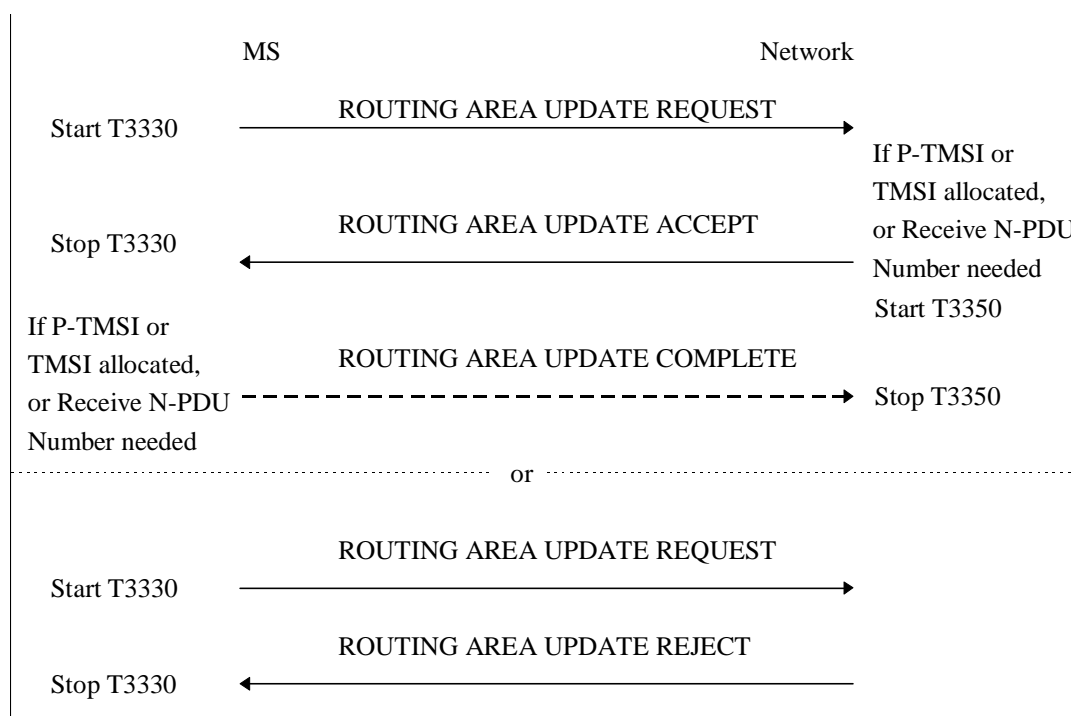 MS
Network
ROUTING AREA UPDATE REQUEST
Start T3330
If P-TMSI or
TMSI allocated,
or Receive N-PDU
Number needed
Start T3350
ROUTING AREA UPDATE ACCEPT
Stop T3330
If P-TMSI or
TMSI allocated,
or Receive N-PDU
Number needed
ROUTING AREA UPDATE COMPLETE
Stop T3350
or
ROUTING AREA UPDATE REQUEST
Start T3330
ROUTING AREA UPDATE REJECT
Stop T3330